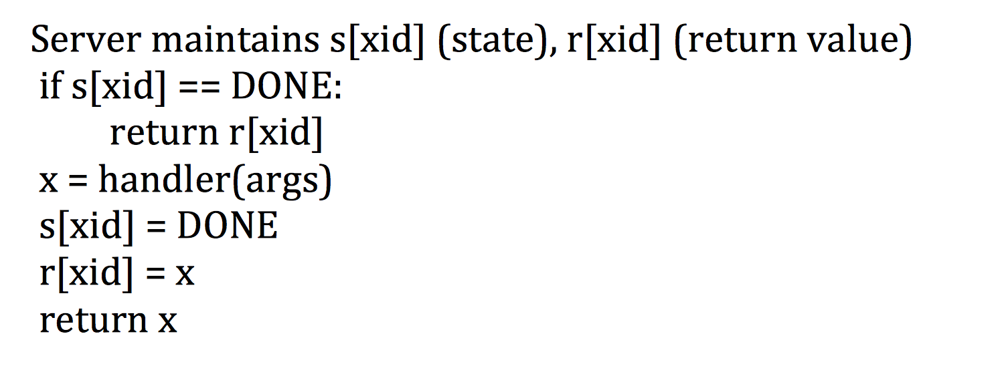 Server maintains s[xid] (state), r[xid] (return value)
if s[xid] == DONE:
return r[xid]
x = handler(args)
s[xid] = DONE
r[xid] = x
return x